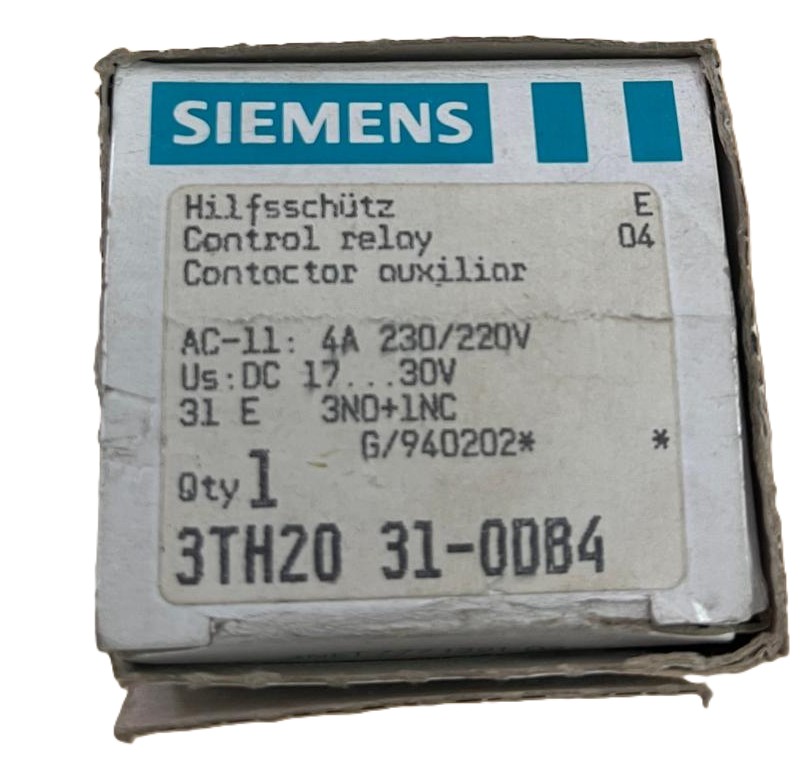 SIEMENS
Hilfsschütz E
Control relay 04
Contactor auxiliar
AC-11: 4A 230/220V
Us:DC 17...30V
31 E 3NO+1NC
G/940202* *
Qty 1
3TH20 31-0DB4